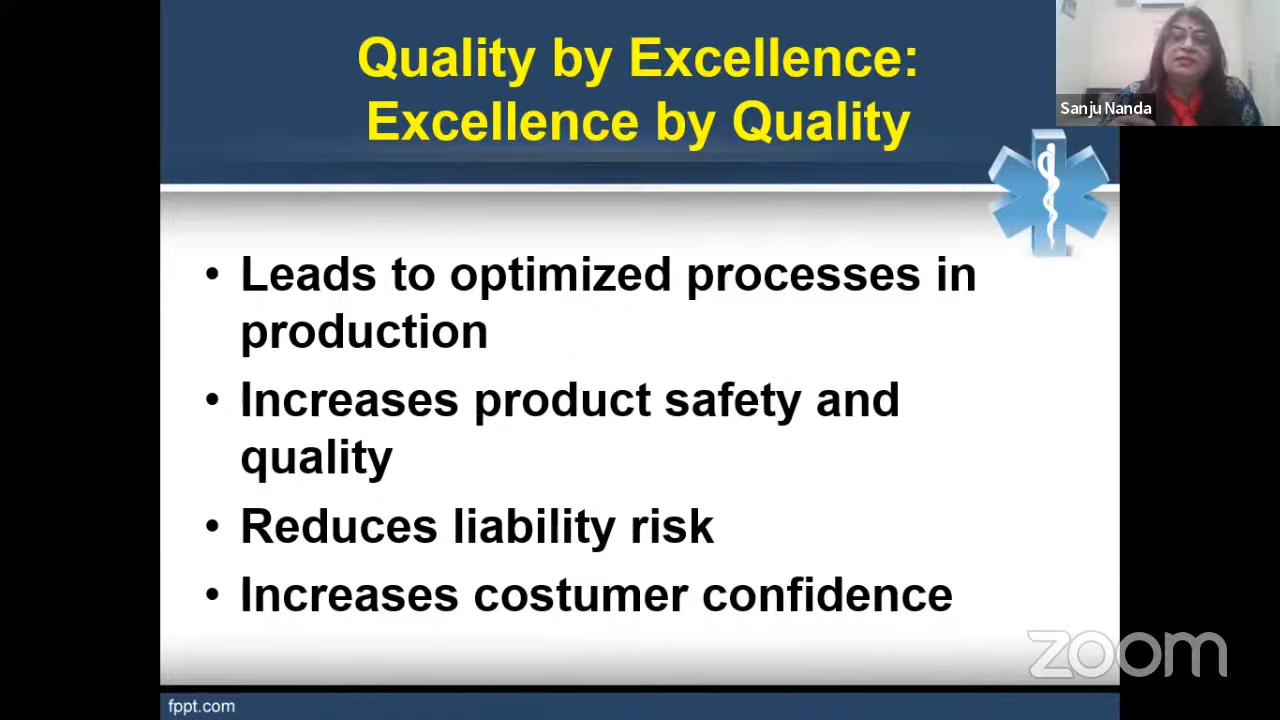 Quality by Excellence:
Excellence by Quality
Sanju Nanda
• Leads to optimized processes in
production
• Increases product safety and
quality
• Reduces liability risk
• Increases costumer confidence
zoom
fppt.com